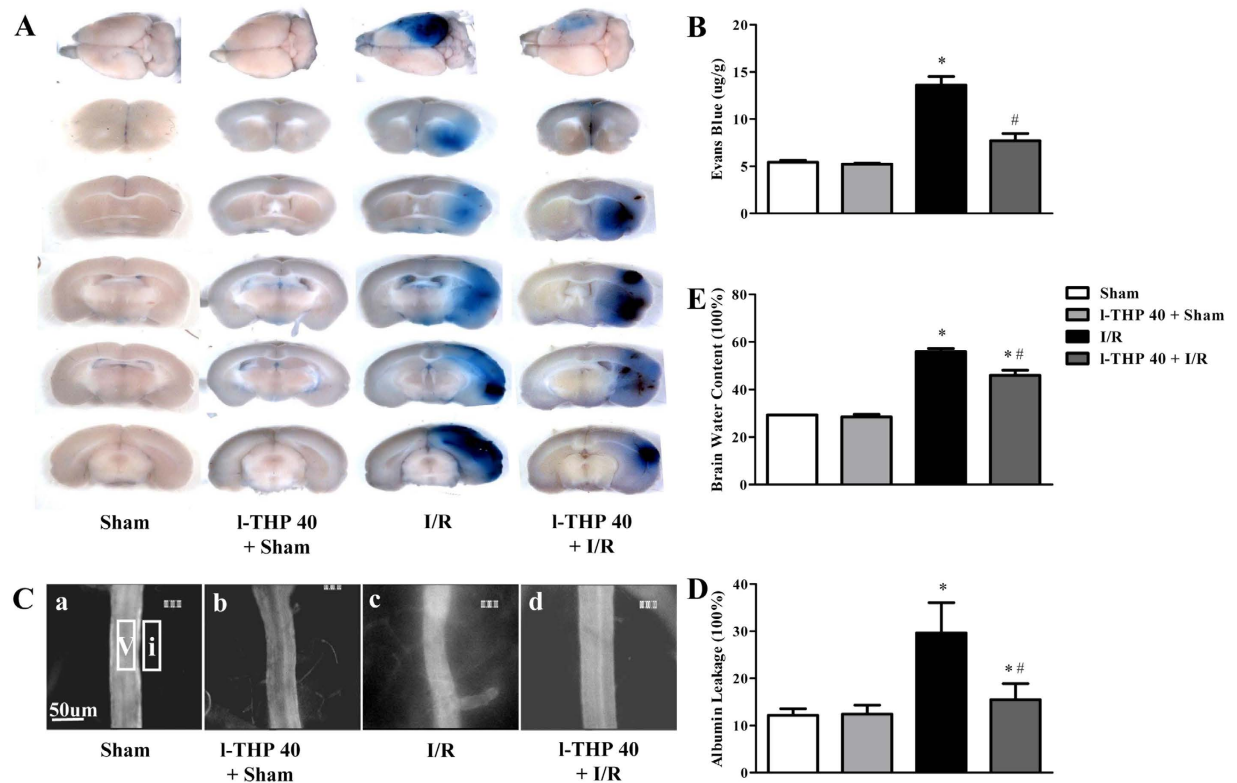 A
Sham
l-THP 40
+ Sham
I/R
l-THP 40
+ I/R
B
Evans Blue (ug/g)
20
15
10
5
0
*
#
E
Brain Water Content (100%)
80
60
40
20
0
*
* #
Sham
l-THP 40 + Sham
I/R
l-THP 40 + I/R
C
a
b
c
d
V
i
50um
Sham
l-THP 40
+ Sham
I/R
l-THP 40
+ I/R
D
Albumin Leakage (100%)
40
30
20
10
0
*
* #